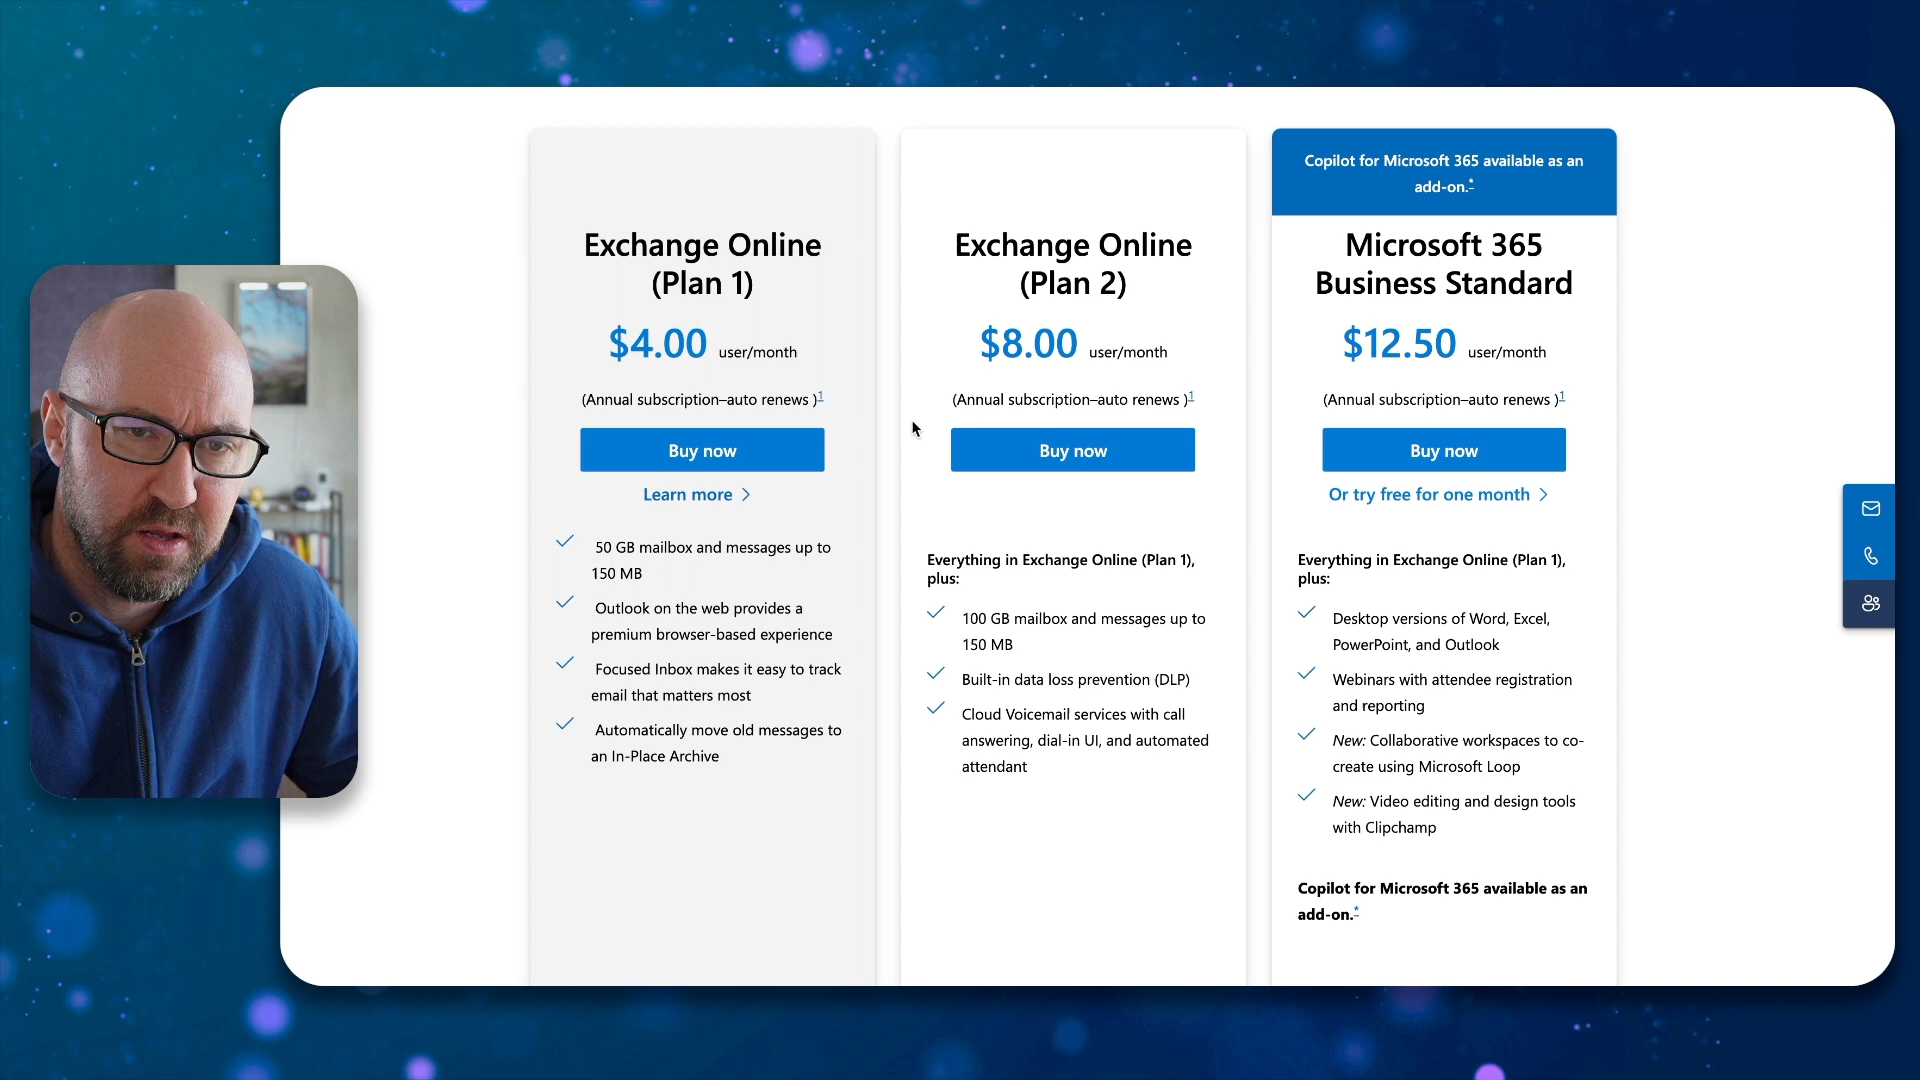 Exchange Online
(Plan 1)
$4.00 user/month
(Annual subscription–auto renews )1
Buy now
Learn more
50 GB mailbox and messages up to
150 MB
Outlook on the web provides a
premium browser-based experience
Focused Inbox makes it easy to track
email that matters most
Automatically move old messages to
an In-Place Archive
Exchange Online
(Plan 2)
$8.00 user/month
(Annual subscription–auto renews )1
Buy now
Everything in Exchange Online (Plan 1),
plus:
100 GB mailbox and messages up to
150 MB
Built-in data loss prevention (DLP)
Cloud Voicemail services with call
answering, dial-in UI, and automated
attendant
Copilot for Microsoft 365 available as an
add-on.*
Microsoft 365
Business Standard
$12.50 user/month
(Annual subscription–auto renews )1
Buy now
Or try free for one month
Everything in Exchange Online (Plan 1),
plus:
Desktop versions of Word, Excel,
PowerPoint, and Outlook
Webinars with attendee registration
and reporting
New: Collaborative workspaces to co-
create using Microsoft Loop
New: Video editing and design tools
with Clipchamp
Copilot for Microsoft 365 available as an
add-on.*